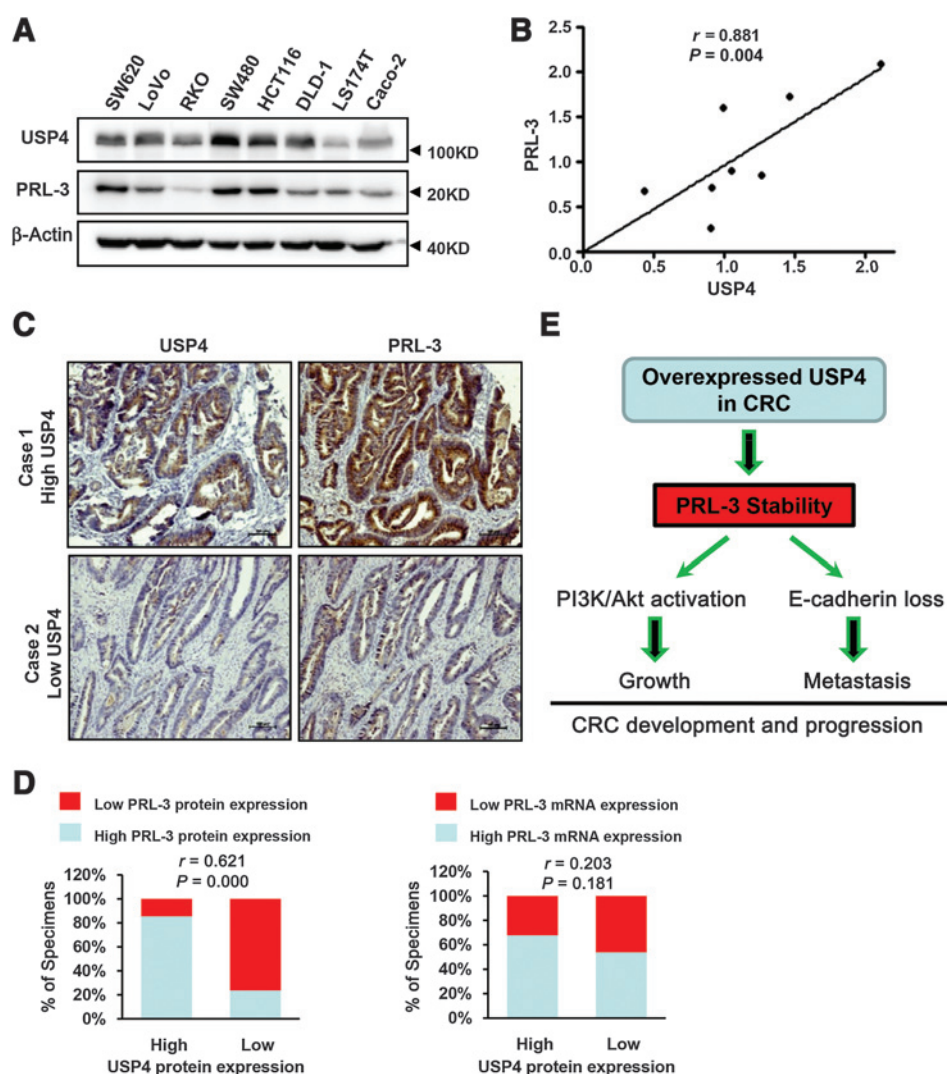 A
SW620 LoVo RKO SW480 HCT116 DLD-1 LS174T Caco-2
USP4
100KD
PRL-3
20KD
β-Actin
40KD
B
r = 0.881
P = 0.004
PRL-3
2.5
2.0
1.5
1.0
0.5
0.0
0.0 0.5 1.0 1.5 2.0
USP4
C
USP4 PRL-3
Case 1
High USP4
Case 2
Low USP4
E
Overexpressed USP4
in CRC
PRL-3 Stability
PI3K/Akt activation E-cadherin loss
Growth Metastasis
CRC development and progression
D
Low PRL-3 protein expression
High PRL-3 protein expression
r = 0.621
P = 0.000
% of Specimens
120%
100%
80%
60%
40%
20%
0%
High Low
USP4 protein expression
Low PRL-3 mRNA expression
High PRL-3 mRNA expression
r = 0.203
P = 0.181
% of Specimens
120%
100%
80%
60%
40%
20%
0%
High Low
USP4 protein expression